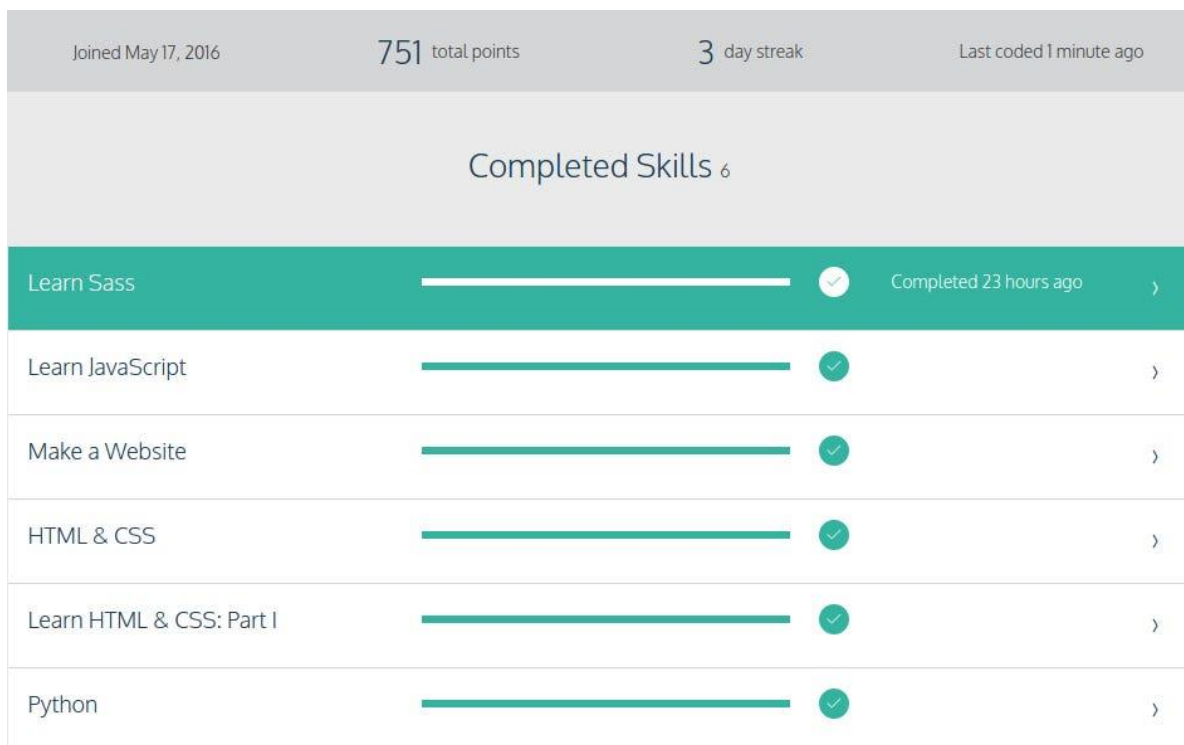 Joined May 17, 2016 751 total points 3 day streak Last coded 1 minute ago
Completed Skills 6
Learn Sass Completed 23 hours ago
Learn JavaScript
Make a Website
HTML & CSS
Learn HTML & CSS: Part I
Python